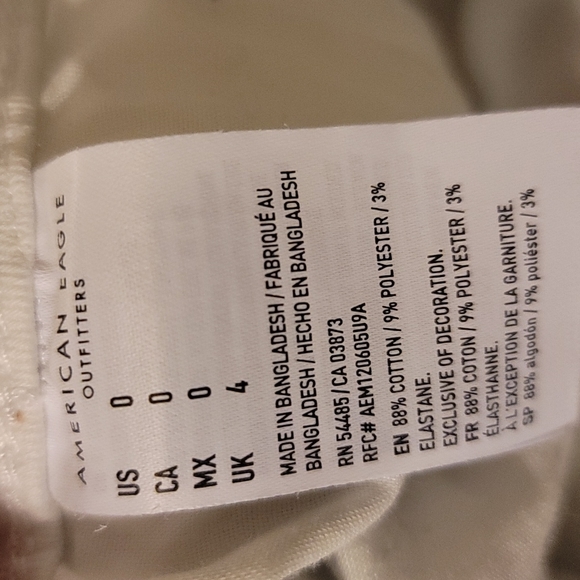 AMERICAN EAGLE
OUTFITTERS
US 0
CA 0
MX 0
UK 4
MADE IN BANGLADESH / FABRIQUÉ AU
BANGLADESH / HECHO EN BANGLADESH
RN 54485 / CA 03873
RFC# AEM120605U9A
EN 88% COTTON / 9% POLYESTER / 3%
ELASTANE.
EXCLUSIVE OF DECORATION.
FR 88% COTON / 9% POLYESTER / 3%
ÉLASTHANNE.
À L'EXCEPTION DE LA GARNITURE.
SP 88% algodón / 9% poliéster / 3%